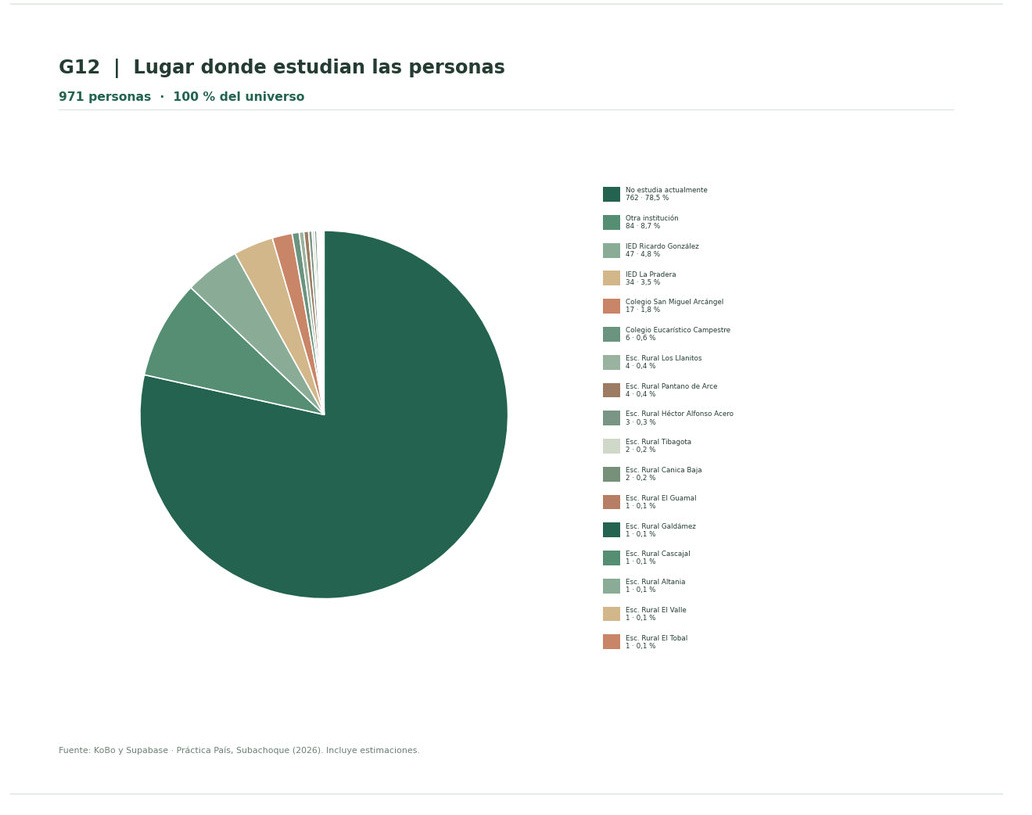 G12 | Lugar donde estudian las personas
971 personas · 100 % del universo
No estudia actualmente
762 · 78,5 %
Otra institución
84 · 8,7 %
IED Ricardo González
47 · 4,8 %
IED La Pradera
34 · 3,5 %
Colegio San Miguel Arcángel
17 · 1,8 %
Colegio Eucarístico Campestre
6 · 0,6 %
Esc. Rural Los Llanitos
4 · 0,4 %
Esc. Rural Pantano de Arce
4 · 0,4 %
Esc. Rural Héctor Alfonso Acero
3 · 0,3 %
Esc. Rural Tibagota
2 · 0,2 %
Esc. Rural Canica Baja
2 · 0,2 %
Esc. Rural El Guamal
1 · 0,1 %
Esc. Rural Galdámez
1 · 0,1 %
Esc. Rural Cascajal
1 · 0,1 %
Esc. Rural Altania
1 · 0,1 %
Esc. Rural El Valle
1 · 0,1 %
Esc. Rural El Tobal
1 · 0,1 %
Fuente: KoBo y Supabase · Práctica País, Subachoque (2026). Incluye estimaciones.